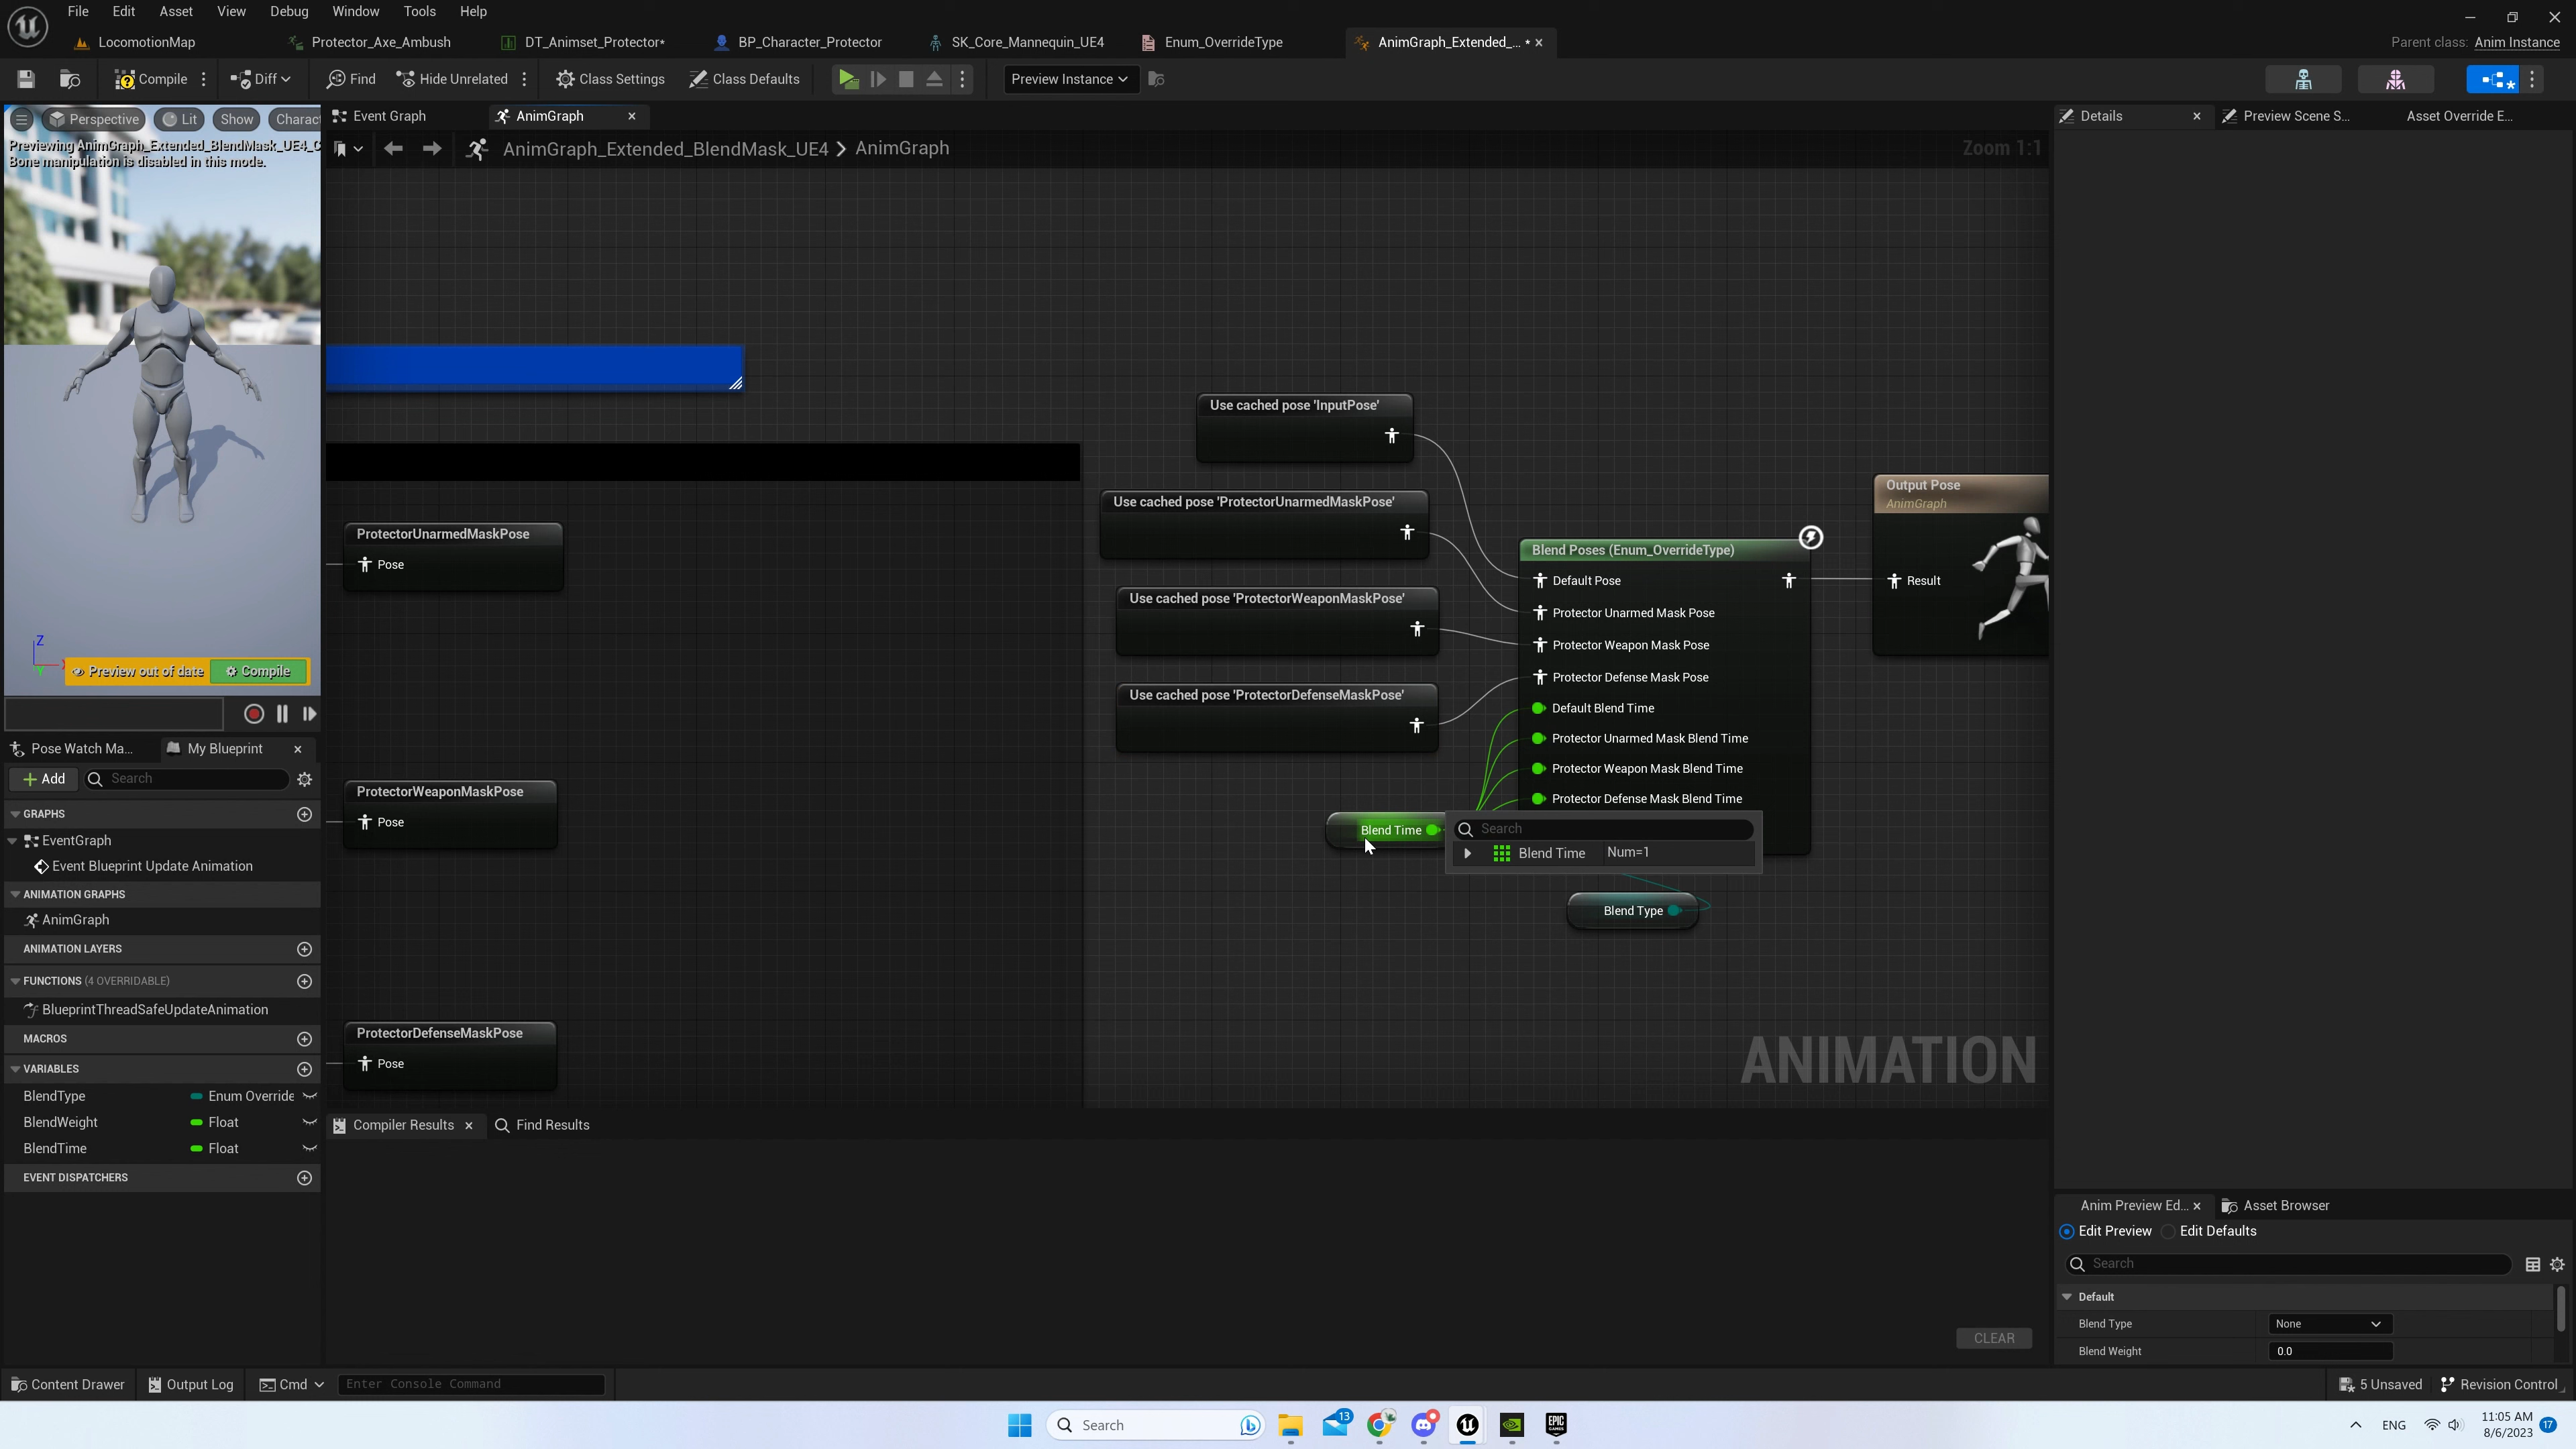 File Edit Asset View Debug Window Tools Help
LocomotionMap Protector_Axe_Ambush DT_Animset_Protector* BP_Character_Protector SK_Core_Mannequin_UE4 Enum_OverrideType AnimGraph_Extended_... *
Parent class: Anim Instance
Compile Diff Find Hide Unrelated Class Settings Class Defaults Preview Instance
Perspective Lit Show Charact
Previewing AnimGraph_Extended_BlendMask_UE4_C
Bone manipulation is disabled in this mode.
Event Graph AnimGraph
AnimGraph_Extended_BlendMask_UE4 > AnimGraph
Zoom 1:1
Details Preview Scene S... Asset Override E...
Use cached pose 'InputPose'
Use cached pose 'ProtectorUnarmedMaskPose'
Use cached pose 'ProtectorWeaponMaskPose'
Use cached pose 'ProtectorDefenseMaskPose'
ProtectorUnarmedMaskPose
Pose
ProtectorWeaponMaskPose
Pose
ProtectorDefenseMaskPose
Pose
Blend Poses (Enum_OverrideType)
Default Pose
Protector Unarmed Mask Pose
Protector Weapon Mask Pose
Protector Defense Mask Pose
Default Blend Time
Protector Unarmed Mask Blend Time
Protector Weapon Mask Blend Time
Protector Defense Mask Blend Time
Output Pose
AnimGraph
Result
Blend Time
Search
Blend Time Num=1
Blend Type
ANIMATION
Z
Y
X
Preview out of date Compile
Pose Watch Ma... My Blueprint
Add Search
GRAPHS
EventGraph
Event Blueprint Update Animation
ANIMATION GRAPHS
AnimGraph
ANIMATION LAYERS
FUNCTIONS (4 OVERRIDABLE)
BlueprintThreadSafeUpdateAnimation
MACROS
VARIABLES
BlendType Enum Override
BlendWeight Float
BlendTime Float
EVENT DISPATCHERS
Compiler Results Find Results
CLEAR
Anim Preview Ed... Asset Browser
Edit Preview Edit Defaults
Search
Default
Blend Type None
Blend Weight 0.0
Content Drawer Output Log Cmd Enter Console Command
5 Unsaved Revision Control
Search
13
EPIC GAMES
ENG
11:05 AM
8/6/2023
17